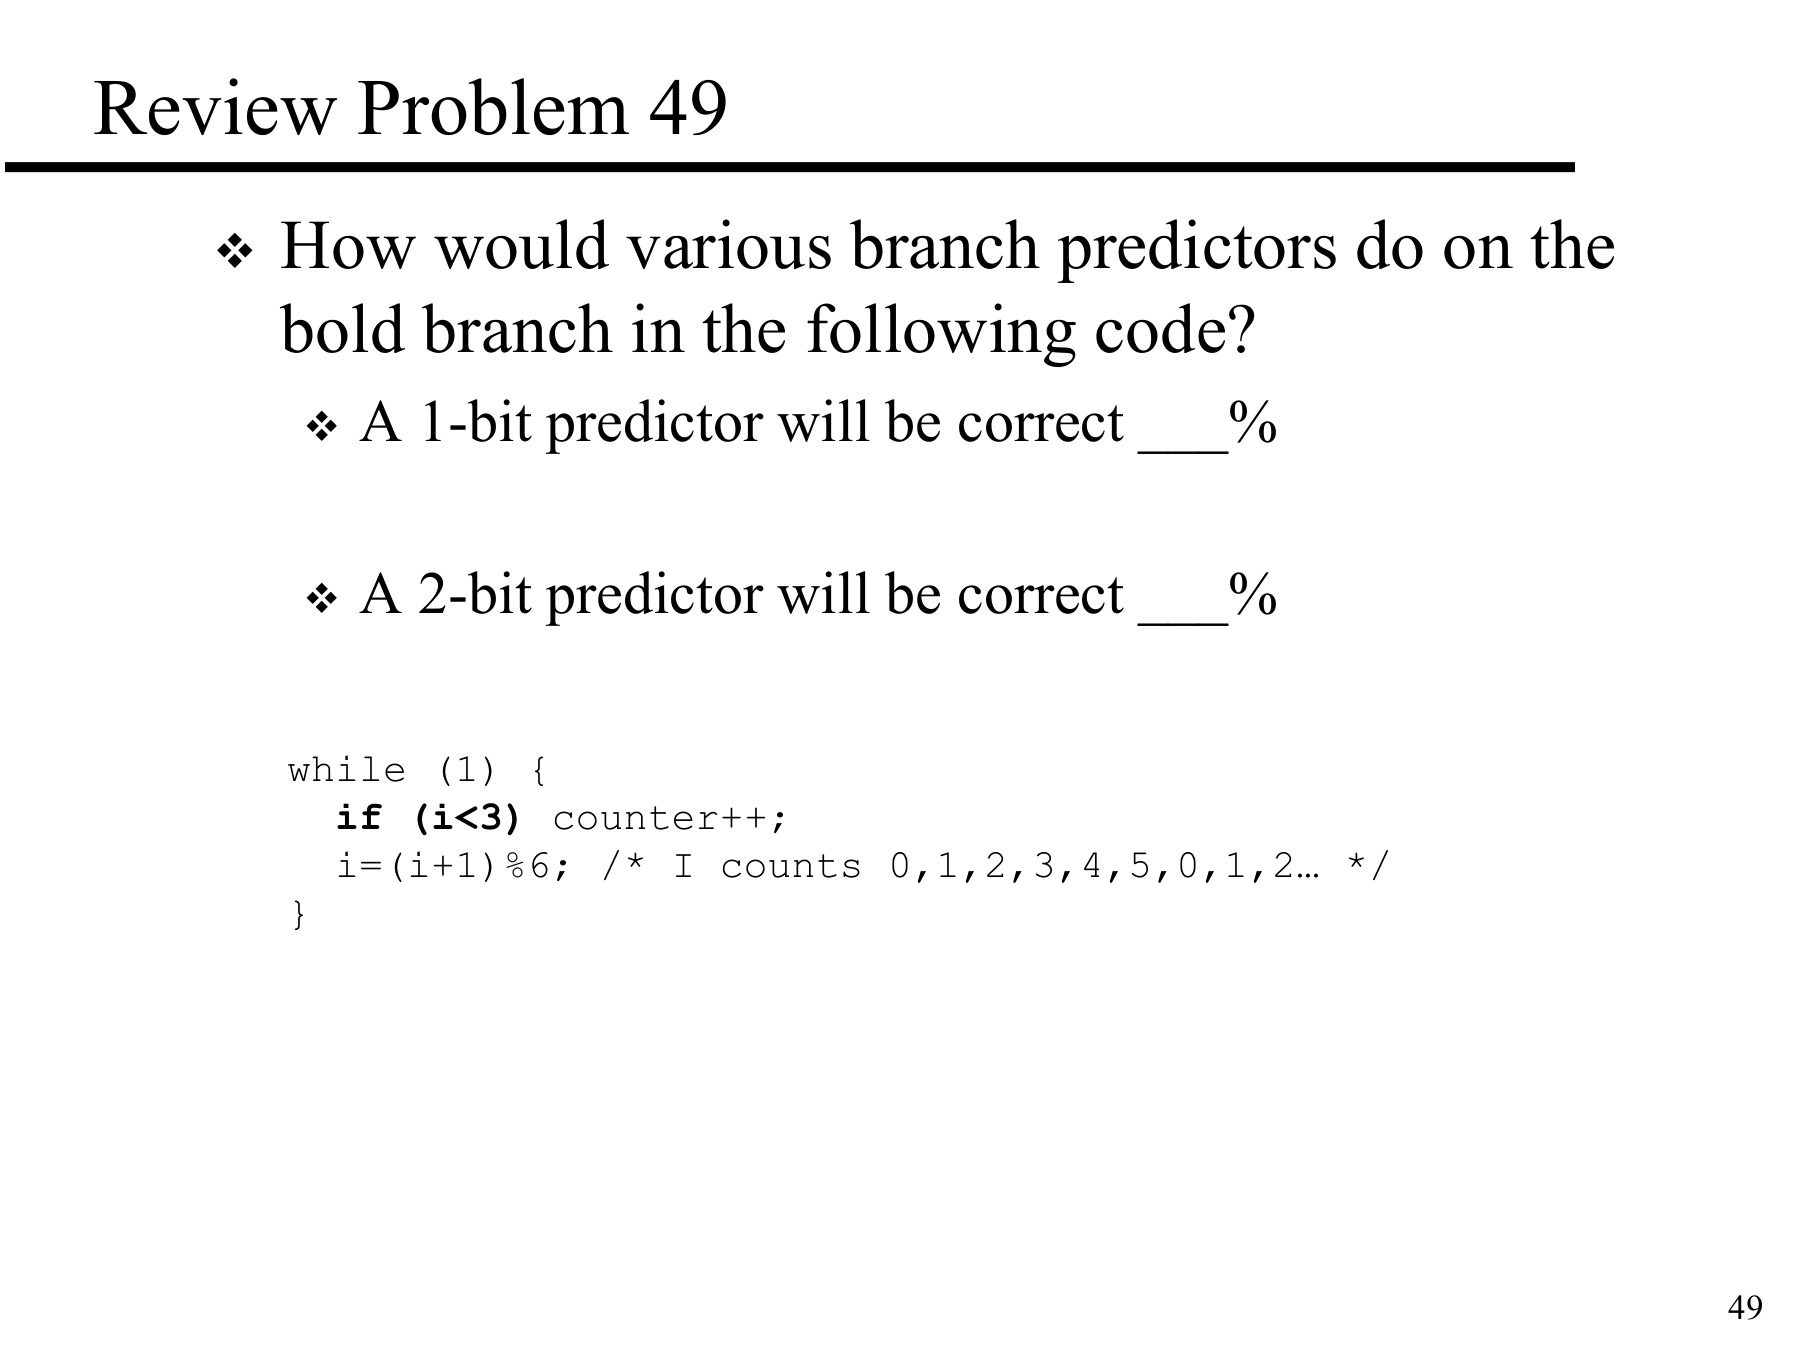 Review Problem 49
❖ How would various branch predictors do on the
bold branch in the following code?
❖ A 1-bit predictor will be correct ___%
❖ A 2-bit predictor will be correct ___%
while (1) {
  if (i<3) counter++;
  i=(i+1)%6; /* I counts 0,1,2,3,4,5,0,1,2… */
}
49